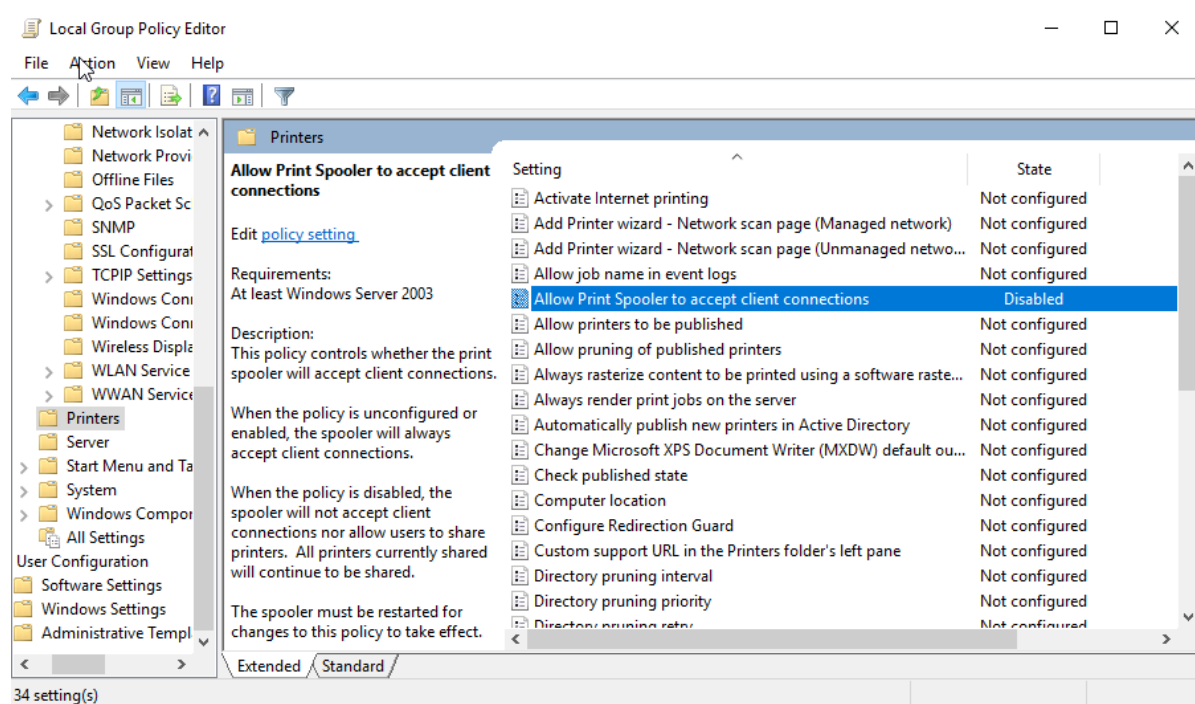 Local Group Policy Editor
File Action View Help
Network Isolat
Network Provi
Offline Files
QoS Packet Sc
SNMP
SSL Configurat
TCPIP Settings
Windows Conn
Windows Conn
Wireless Displa
WLAN Service
WWAN Service
Printers
Server
Start Menu and Ta
System
Windows Compor
All Settings
User Configuration
Software Settings
Windows Settings
Administrative Templ
Printers
Allow Print Spooler to accept client
connections
Edit policy setting
Requirements:
At least Windows Server 2003
Description:
This policy controls whether the print
spooler will accept client connections.
When the policy is unconfigured or
enabled, the spooler will always
accept client connections.
When the policy is disabled, the
spooler will not accept client
connections nor allow users to share
printers.  All printers currently shared
will continue to be shared.
The spooler must be restarted for
changes to this policy to take effect.
Setting State
Activate Internet printing Not configured
Add Printer wizard - Network scan page (Managed network) Not configured
Add Printer wizard - Network scan page (Unmanaged netwo... Not configured
Allow job name in event logs Not configured
Allow Print Spooler to accept client connections Disabled
Allow printers to be published Not configured
Allow pruning of published printers Not configured
Always rasterize content to be printed using a software raste... Not configured
Always render print jobs on the server Not configured
Automatically publish new printers in Active Directory Not configured
Change Microsoft XPS Document Writer (MXDW) default ou... Not configured
Check published state Not configured
Computer location Not configured
Configure Redirection Guard Not configured
Custom support URL in the Printers folder's left pane Not configured
Directory pruning interval Not configured
Directory pruning priority Not configured
Directory pruning retry Not configured
Extended Standard
34 setting(s)